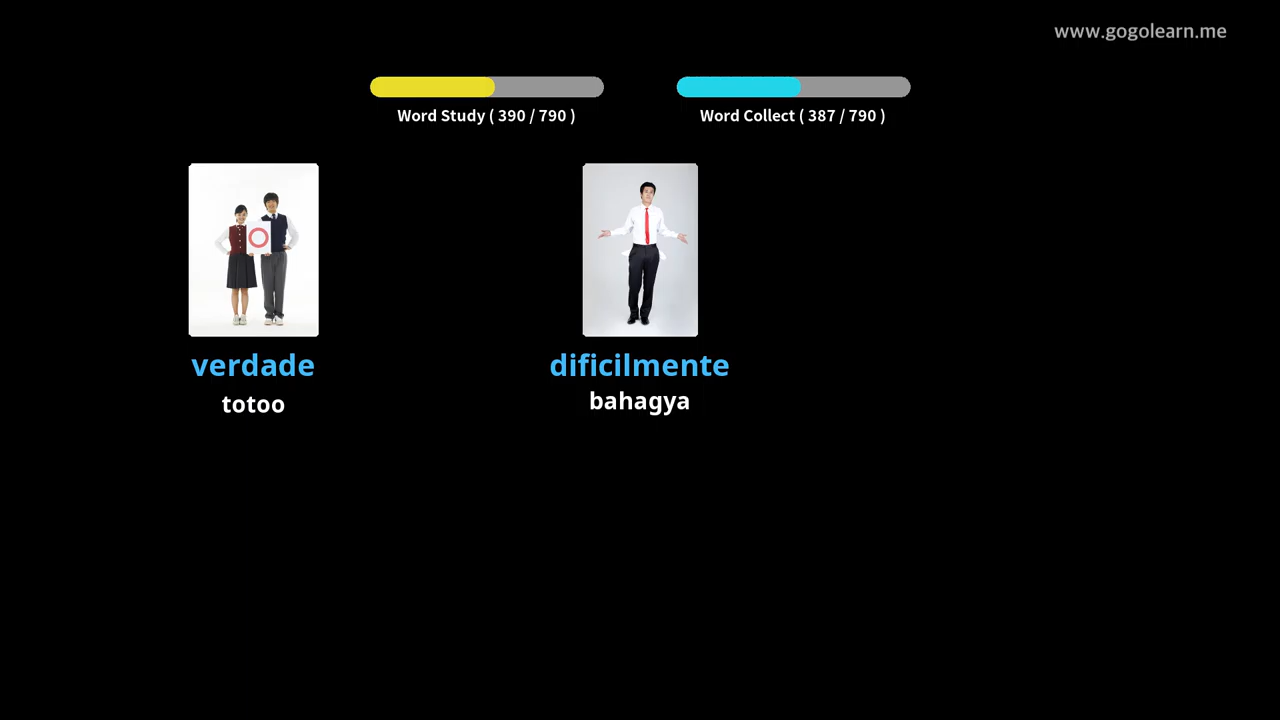 www.gogolearn.me
Word Study ( 390 / 790 )
Word Collect ( 387 / 790 )
verdade
totoo
dificilmente
bahagya